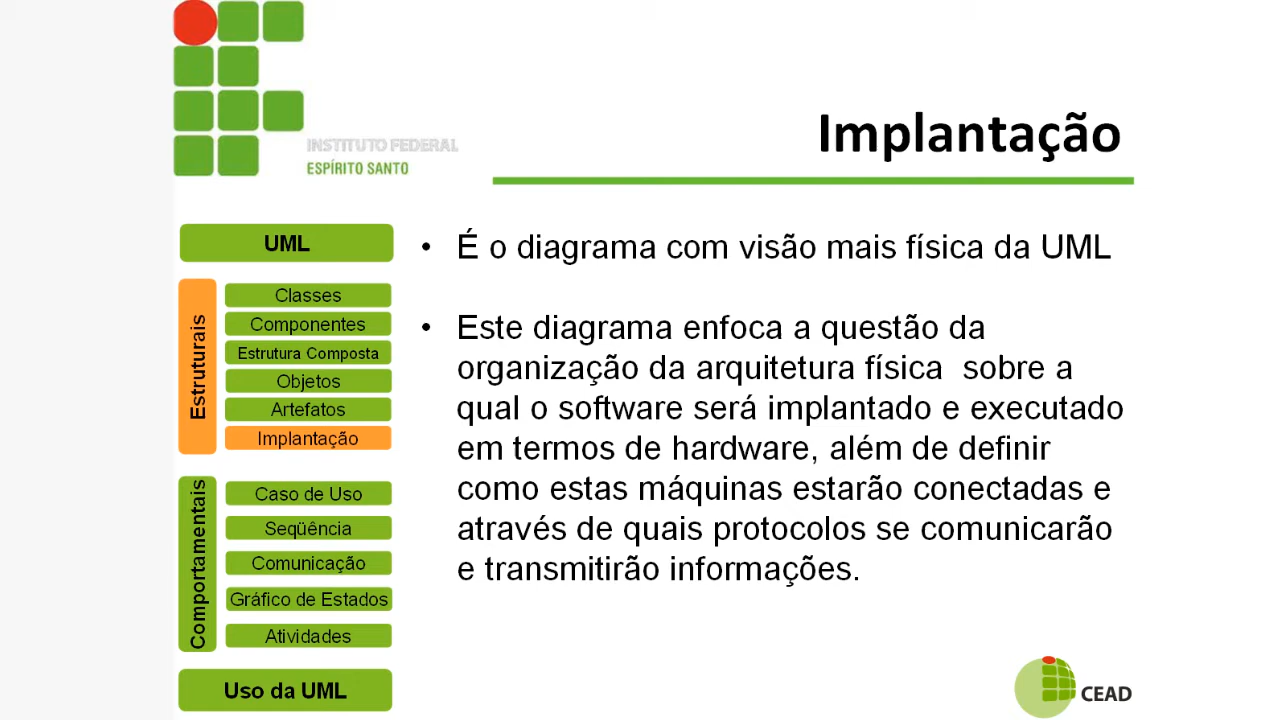 INSTITUTO FEDERAL
ESPÍRITO SANTO
Implantação
UML
Estruturais
Classes
Componentes
Estrutura Composta
Objetos
Artefatos
Implantação
Comportamentais
Caso de Uso
Seqüência
Comunicação
Gráfico de Estados
Atividades
Uso da UML
• É o diagrama com visão mais física da UML
• Este diagrama enfoca a questão da
organização da arquitetura física sobre a
qual o software será implantado e executado
em termos de hardware, além de definir
como estas máquinas estarão conectadas e
através de quais protocolos se comunicarão
e transmitirão informações.
CEAD